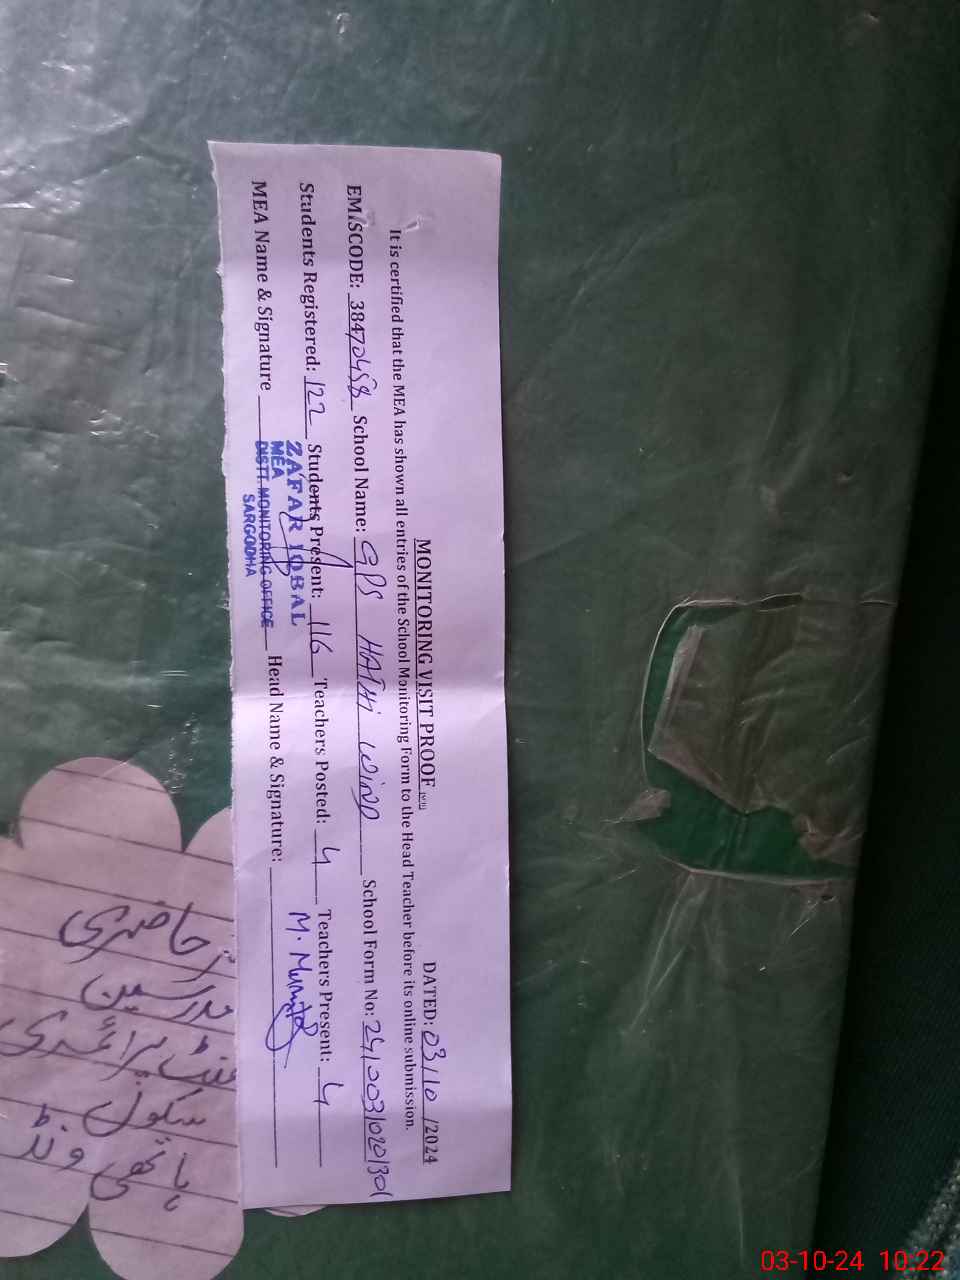 MONITORING VISIT PROOF
DATED: 03/10/2024
It is certified that the MEA has shown all entries of the School Monitoring Form to the Head Teacher before its online submission.
EMISCODE: 38470458 School Name: GPS HATHI WIND School Form No:
Students Registered: 122 Students Present: 116 Teachers Posted: 4 Teachers Present: 4
MEA Name & Signature Head Name & Signature:
ZAFAR IQBAL
MEA
DISTT. MONITORING OFFICE
SARGODHA
M. Mumtaz
حاضری
مدرسین
پرائمری
سکول
ہاتھی ونڈ
03-10-24 10:22